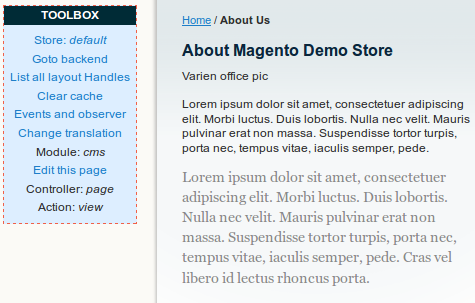 TOOLBOX
Store: default
Goto backend
List all layout Handles
Clear cache
Events and observer
Change translation
Module: cms
Edit this page
Controller: page
Action: view
Home / About Us
About Magento Demo Store
Varien office pic
Lorem ipsum dolor sit amet, consectetuer adipiscing
elit. Morbi luctus. Duis lobortis. Nulla nec velit. Mauris
pulvinar erat non massa. Suspendisse tortor turpis,
porta nec, tempus vitae, iaculis semper, pede.
Lorem ipsum dolor sit amet, consectetuer
adipiscing elit. Morbi luctus. Duis lobortis.
Nulla nec velit. Mauris pulvinar erat non
massa. Suspendisse tortor turpis, porta nec,
tempus vitae, iaculis semper, pede. Cras vel
libero id lectus rhoncus porta.